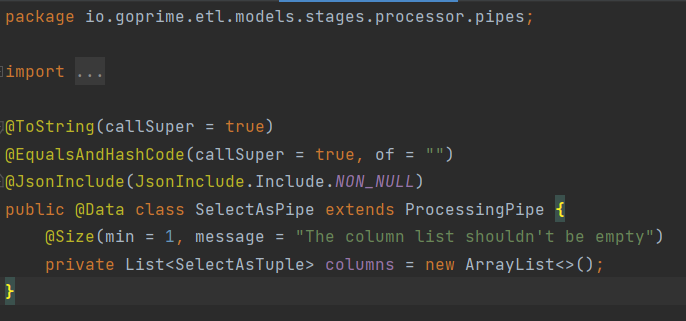 package io.goprime.etl.models.stages.processor.pipes;
import ...
@ToString(callSuper = true)
@EqualsAndHashCode(callSuper = true, of = "")
@JsonInclude(JsonInclude.Include.NON_NULL)
public @Data class SelectAsPipe extends ProcessingPipe {
    @Size(min = 1, message = "The column list shouldn't be empty")
    private List<SelectAsTuple> columns = new ArrayList<>();
}